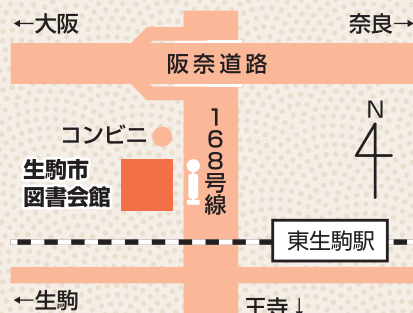 ←大阪
奈良→
阪奈道路
N
コンビニ
168号線
生駒市
図書会館
東生駒駅
←生駒
王寺↓